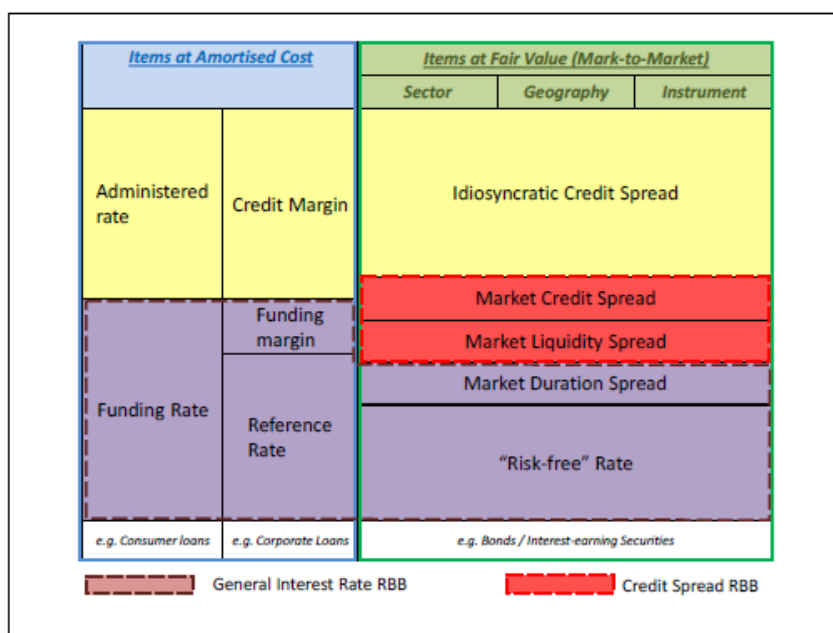 Items at Amortised Cost
Items at Fair Value (Mark-to-Market)
Sector
Geography
Instrument
Administered
rate
Credit Margin
Idiosyncratic Credit Spread
Market Credit Spread
Funding
margin
Market Liquidity Spread
Market Duration Spread
Funding Rate
Reference
Rate
“Risk-free” Rate
e.g. Consumer loans
e.g. Corporate Loans
e.g. Bonds / Interest-earning Securities
General Interest Rate RBB
Credit Spread RBB